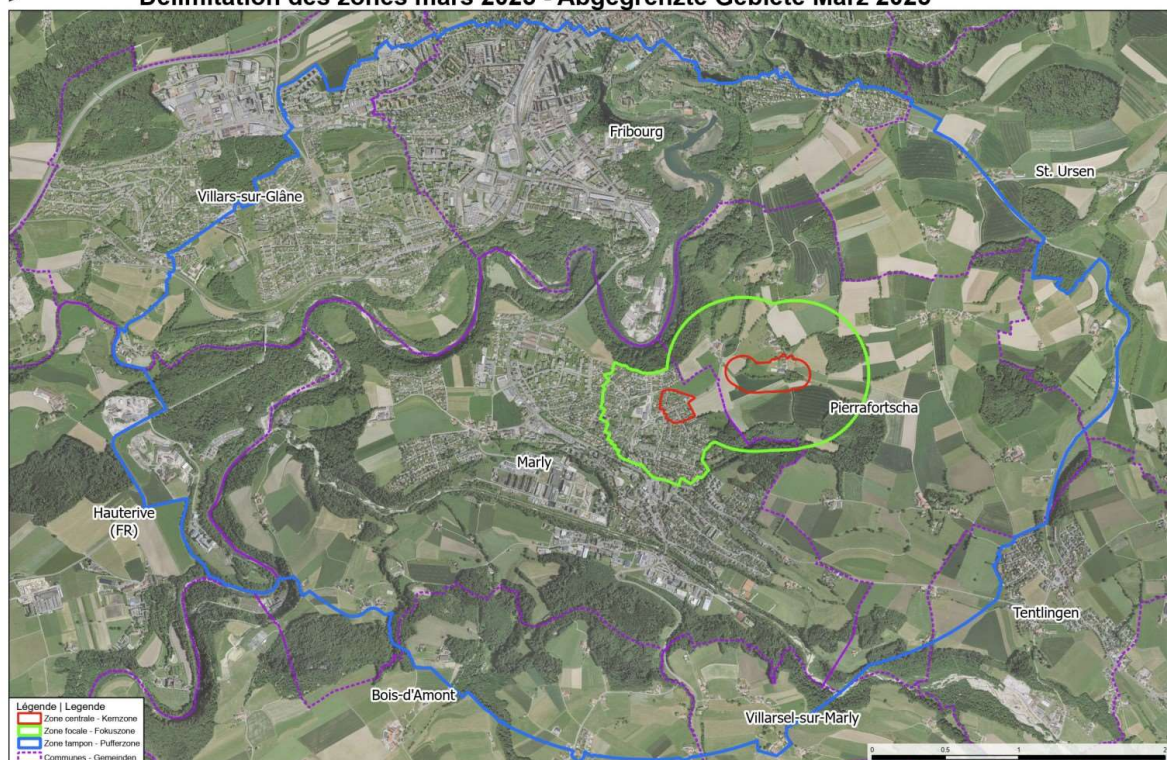 Délimitation des zones mars 2025 - Abgegrenzte Gebiete März 2025
Fribourg
St. Ursen
Villars-sur-Glâne
Pierrafortscha
Marly
Hauterive
(FR)
Tentlingen
Bois-d'Amont
Villarsel-sur-Marly
Légende | Legende
Zone centrale - Kernzone
Zone focale - Fokuszone
Zone tampon - Pufferzone
Communes - Gemeinden
0 0.5 1 2